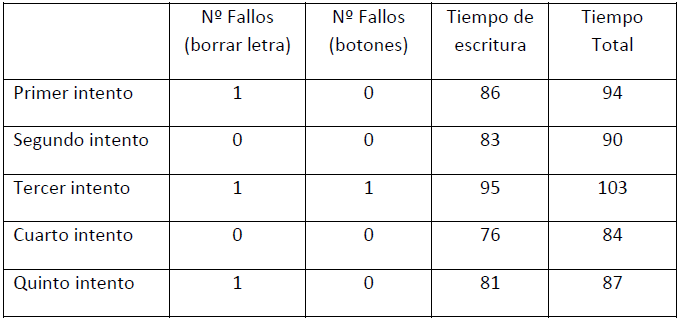 Nº Fallos (borrar letra) Nº Fallos (botones) Tiempo de escritura Tiempo Total
Primer intento 1 0 86 94
Segundo intento 0 0 83 90
Tercer intento 1 1 95 103
Cuarto intento 0 0 76 84
Quinto intento 1 0 81 87